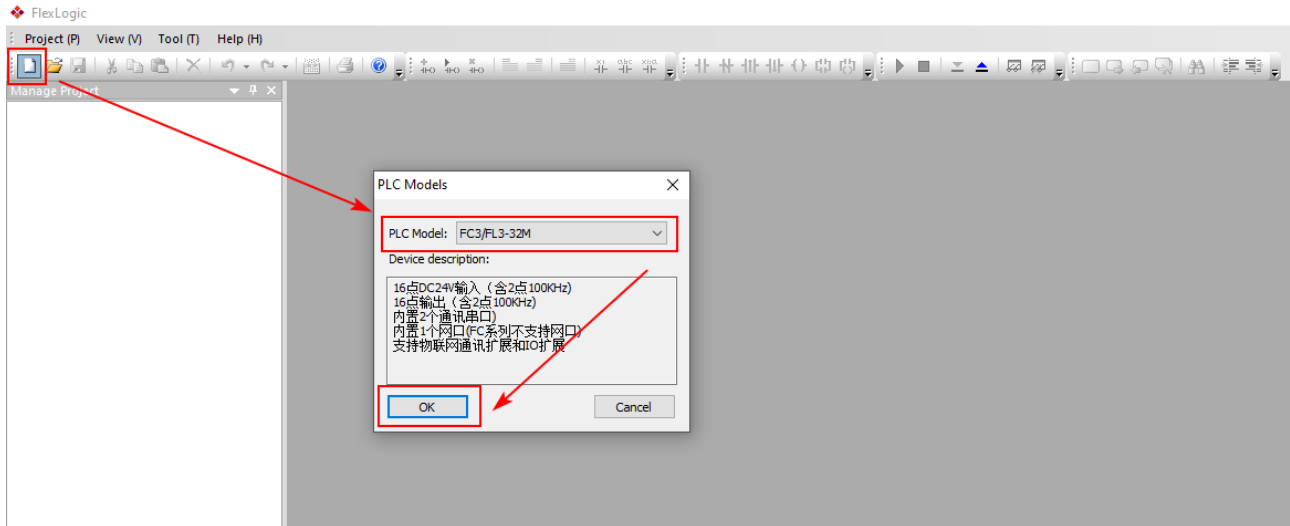 FlexLogic
Project (P) View (V) Tool (T) Help (H)
Manage Project
PLC Models
PLC Model: FC3/FL3-32M
Device description:
16点DC24V输入（含2点100KHz)
16点输出（含2点100KHz)
内置2个通讯串口)
内置1个网口(FC系列不支持网口)
支持物联网通讯扩展和IO扩展
OK Cancel